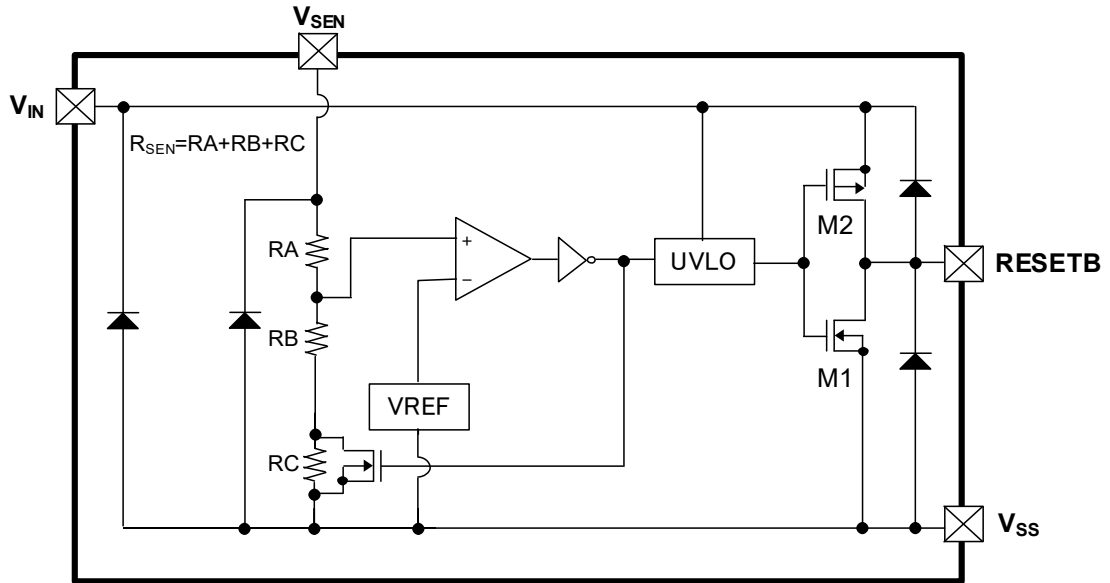 VSEN
VIN
RSEN=RA+RB+RC
RA
+
−
UVLO
M2
RESETB
RB
M1
VREF
RC
VSS